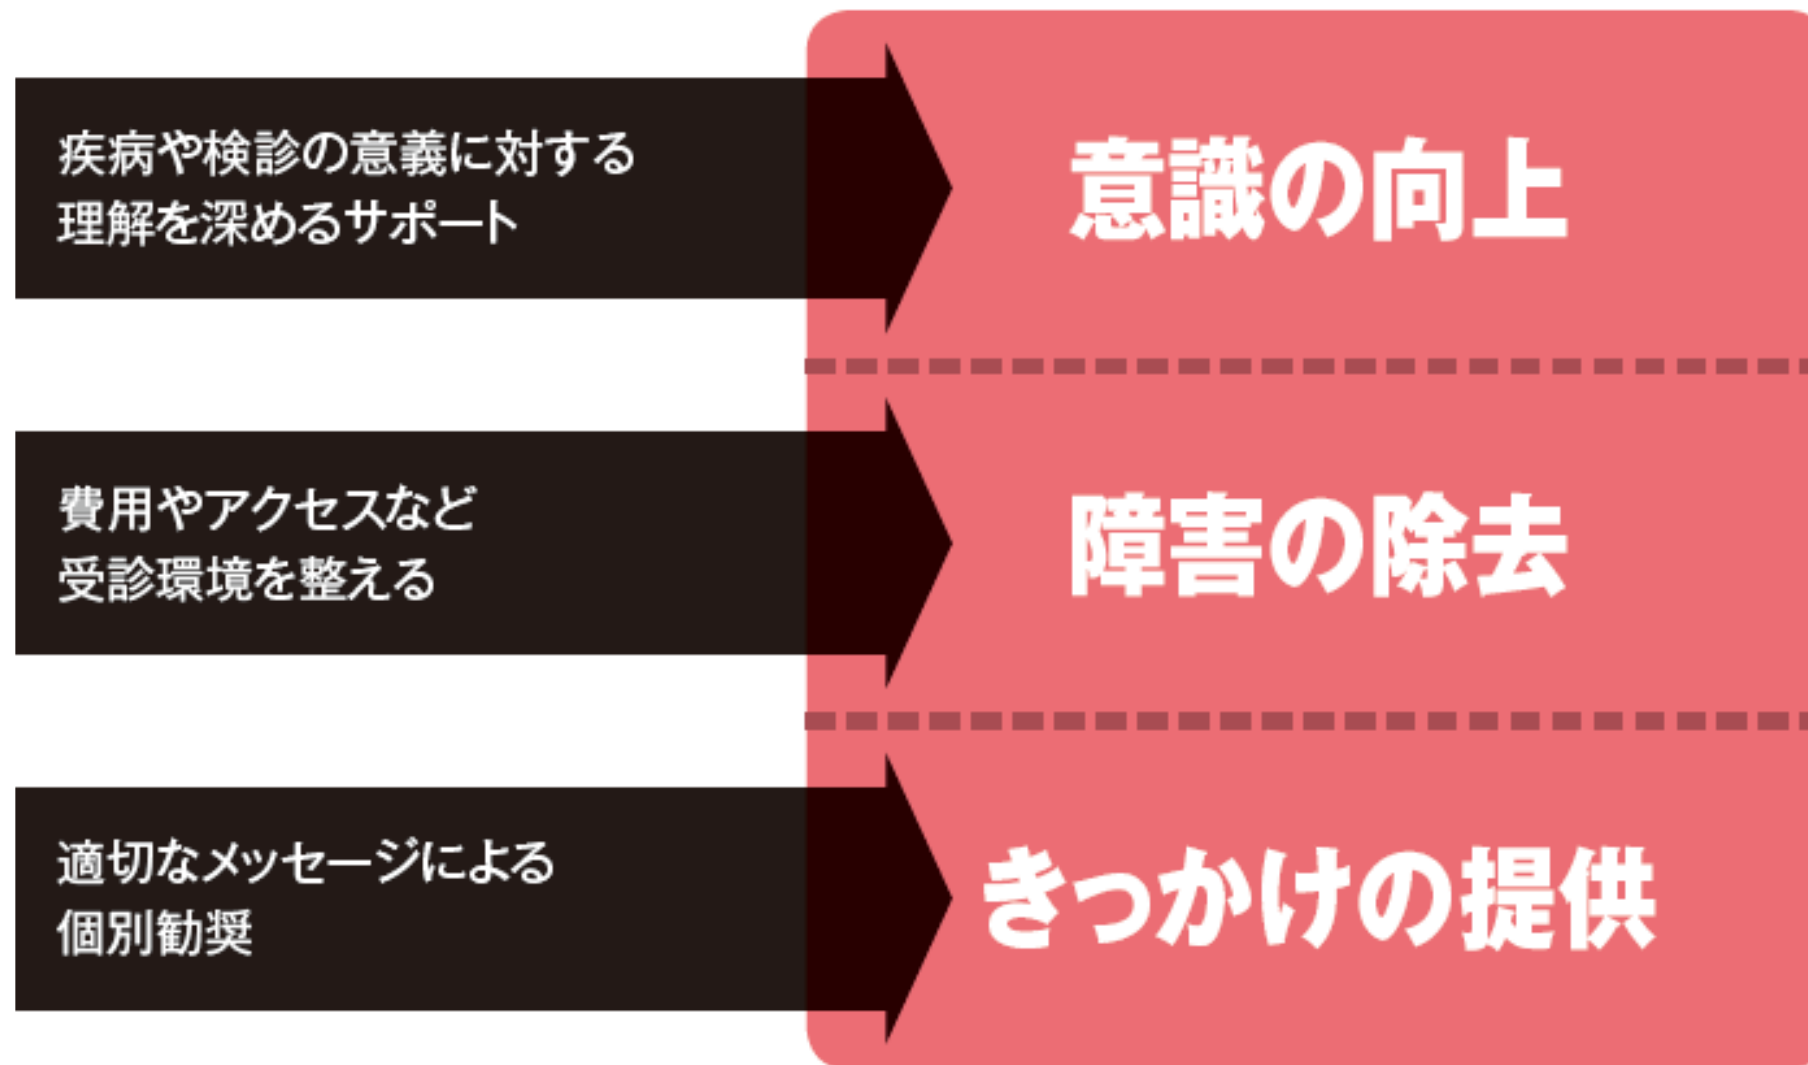 疾病や検診の意義に対する
理解を深めるサポート
意識の向上
費用やアクセスなど
受診環境を整える
障害の除去
適切なメッセージによる
個別勧奨
きっかけの提供